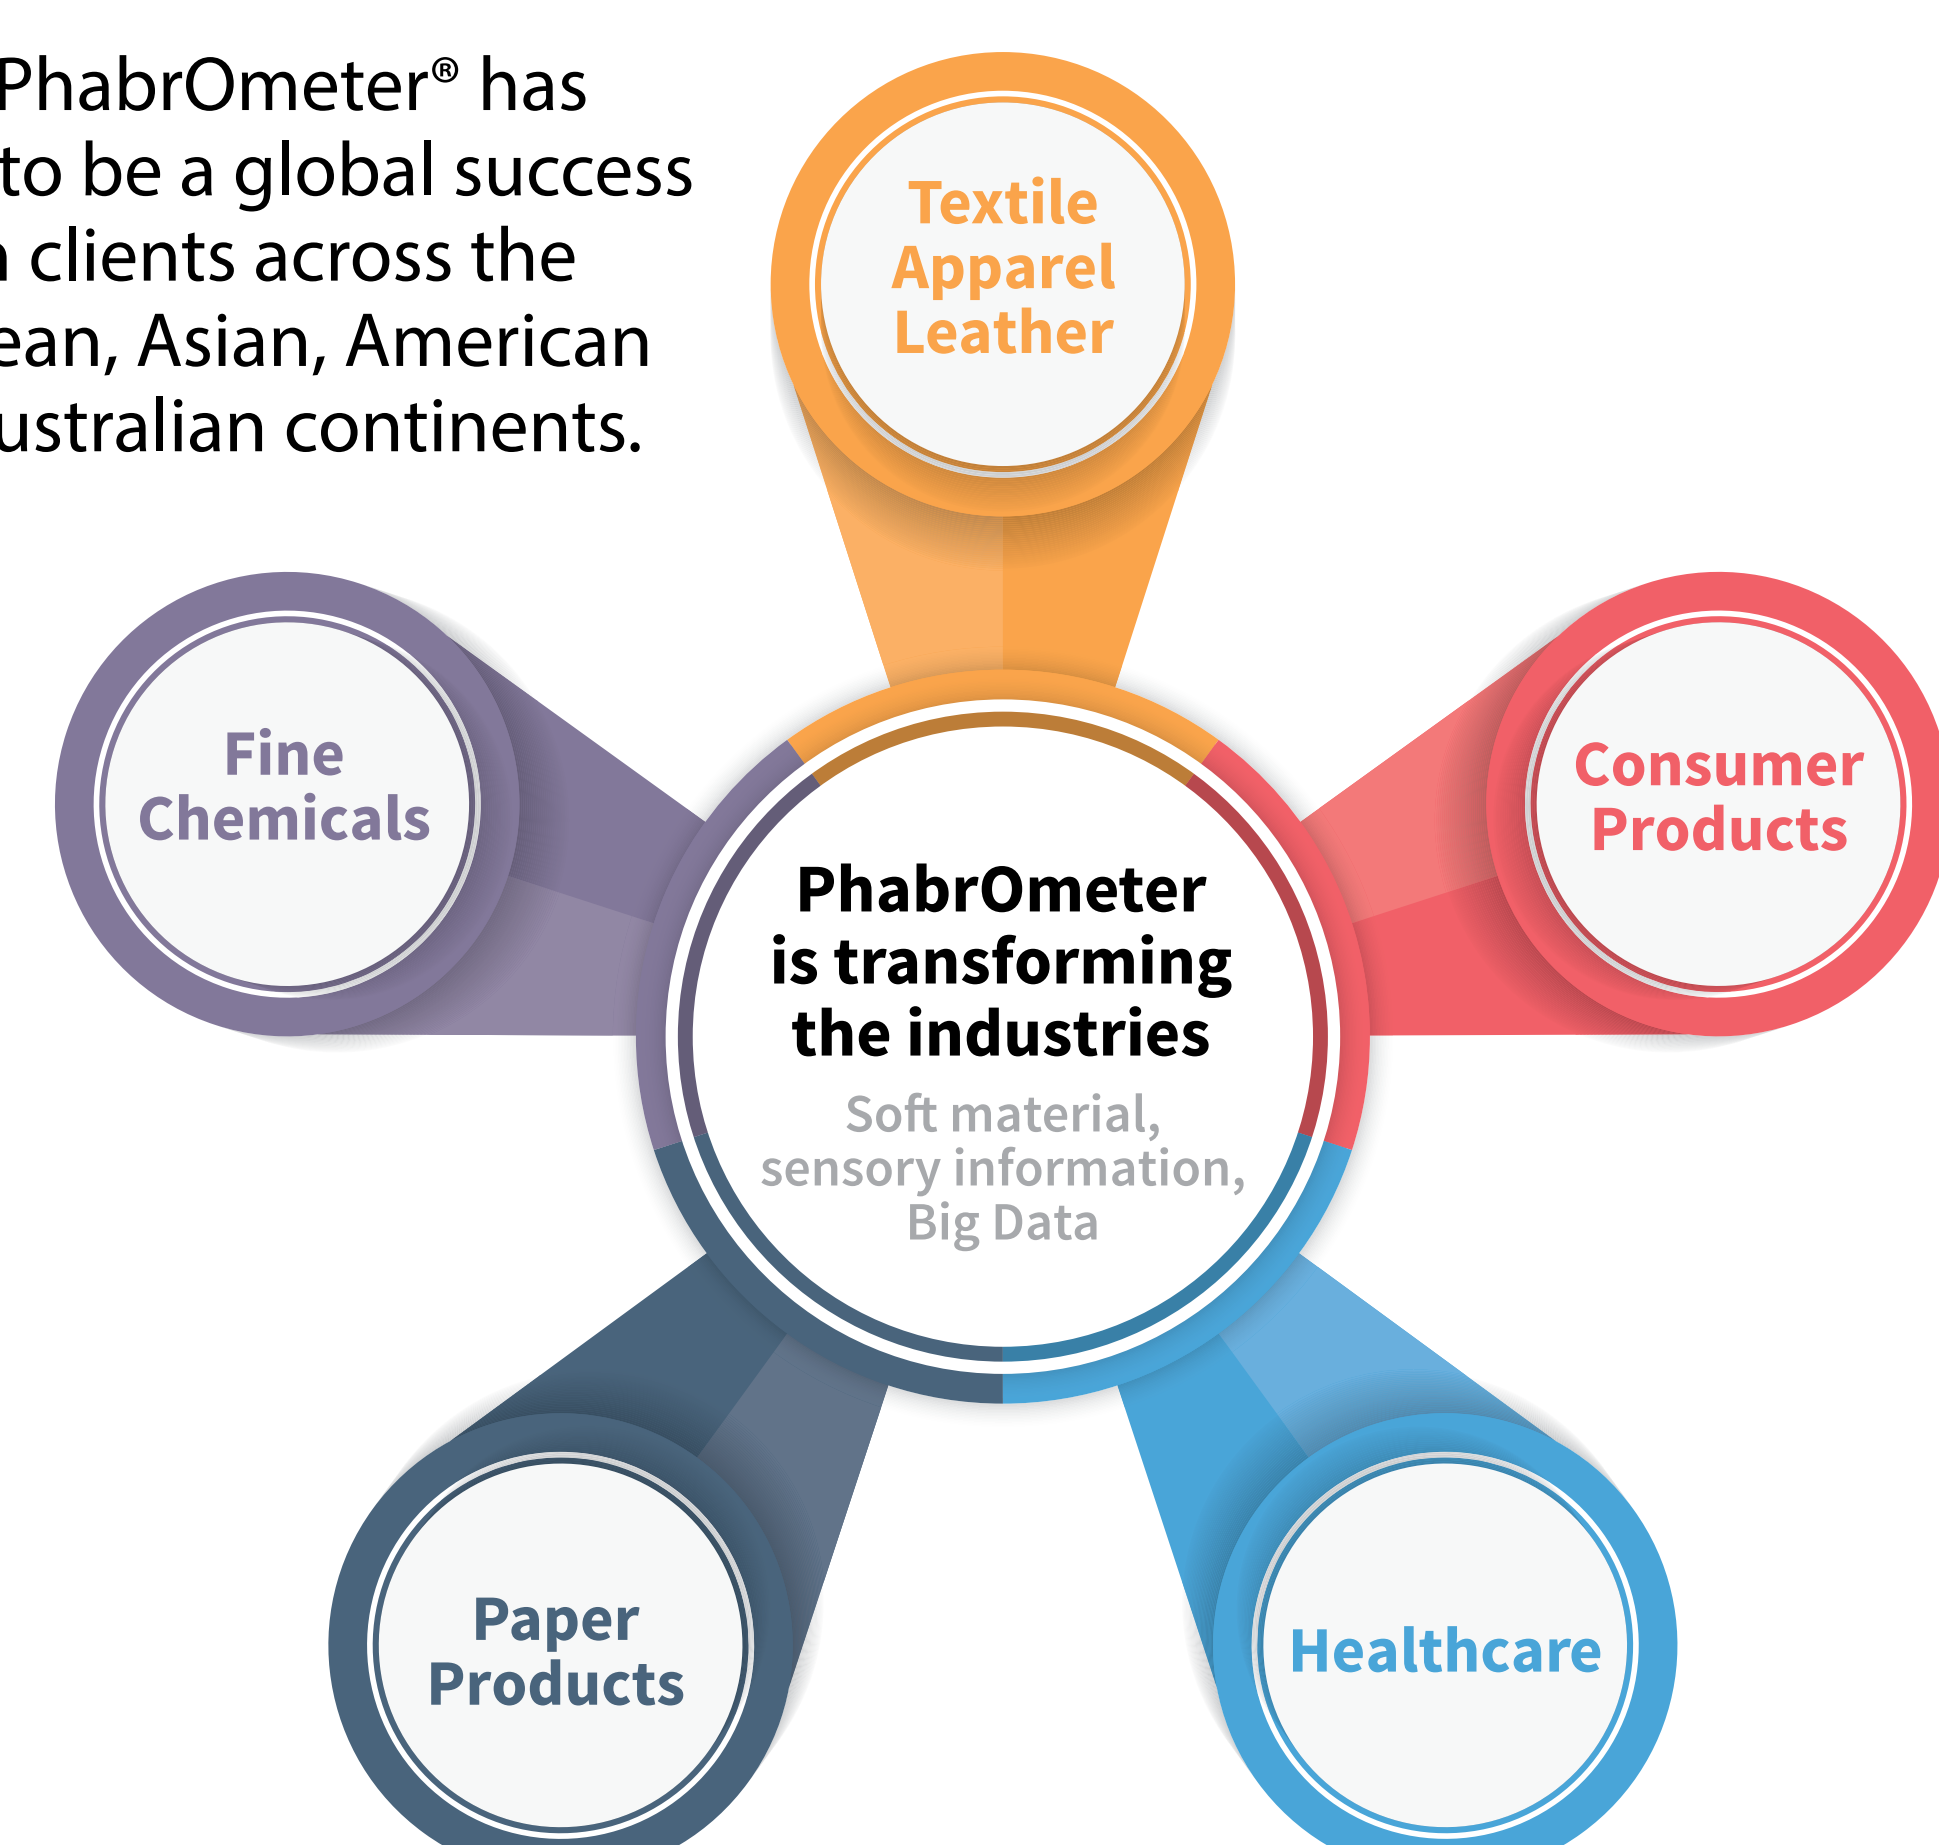 PhabrOmeter® has
to be a global success
clients across the
Asian, American
continents.
Textile
Apparel
Leather
Fine
Chemicals
Consumer
Products
PhabrOmeter
is transforming
the industries
Soft material,
sensory information,
Big Data
Paper
Products
Healthcare